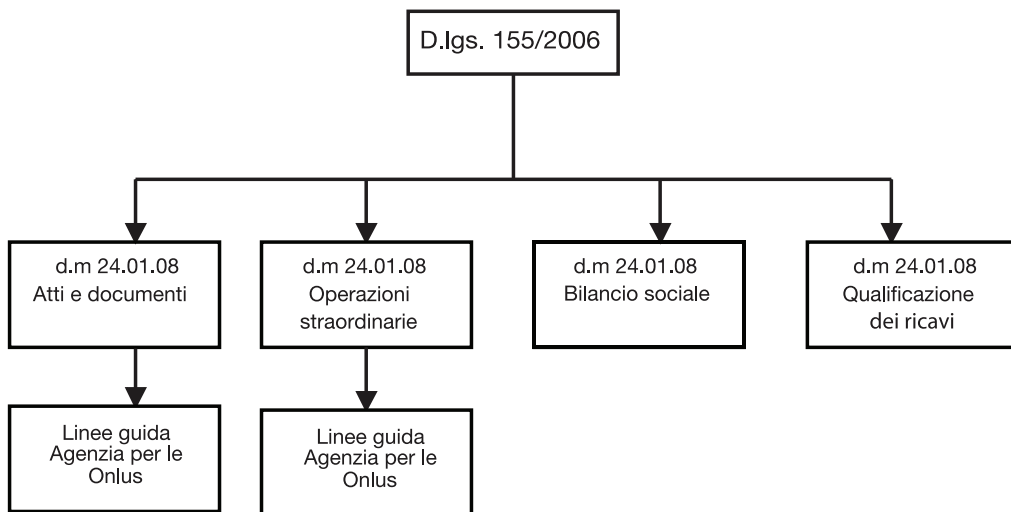 D.lgs. 155/2006
d.m 24.01.08
Atti e documenti
d.m 24.01.08
Operazioni
straordinarie
d.m 24.01.08
Bilancio sociale
d.m 24.01.08
Qualificazione
dei ricavi
Linee guida
Agenzia per le
Onlus
Linee guida
Agenzia per le
Onlus